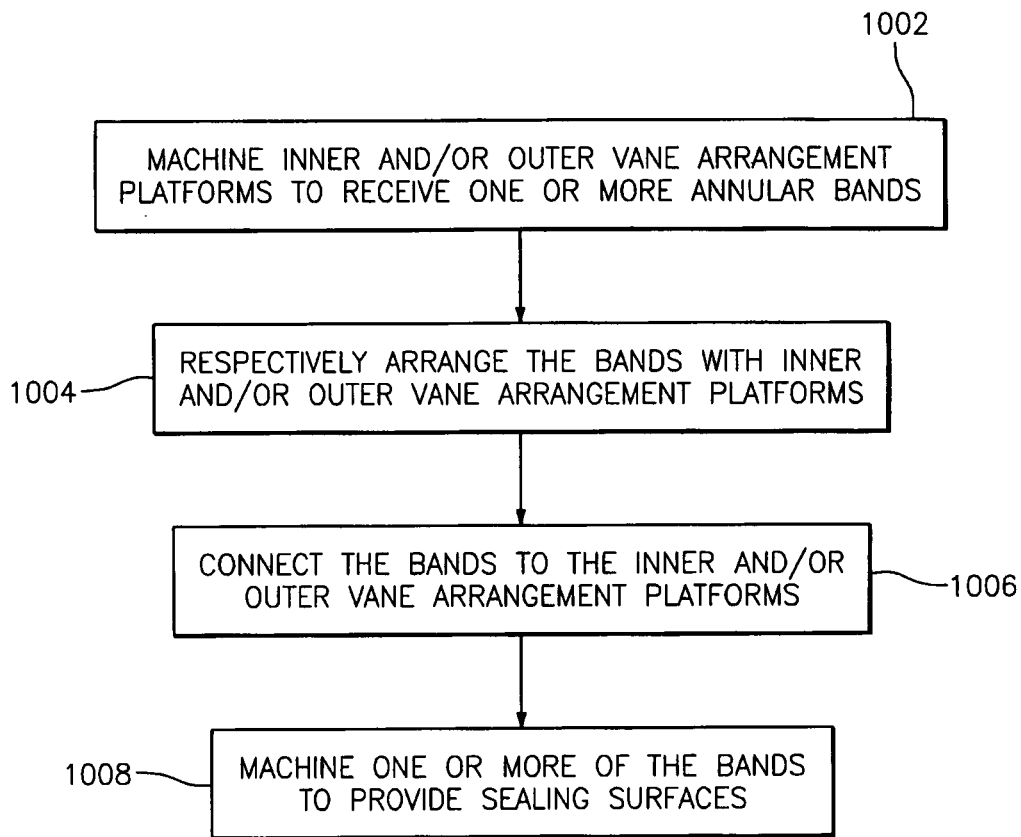 1002
MACHINE INNER AND/OR OUTER VANE ARRANGEMENT
PLATFORMS TO RECEIVE ONE OR MORE ANNULAR BANDS
1004
RESPECTIVELY ARRANGE THE BANDS WITH INNER
AND/OR OUTER VANE ARRANGEMENT PLATFORMS
CONNECT THE BANDS TO THE INNER AND/OR
OUTER VANE ARRANGEMENT PLATFORMS
1006
1008
MACHINE ONE OR MORE OF THE BANDS
TO PROVIDE SEALING SURFACES